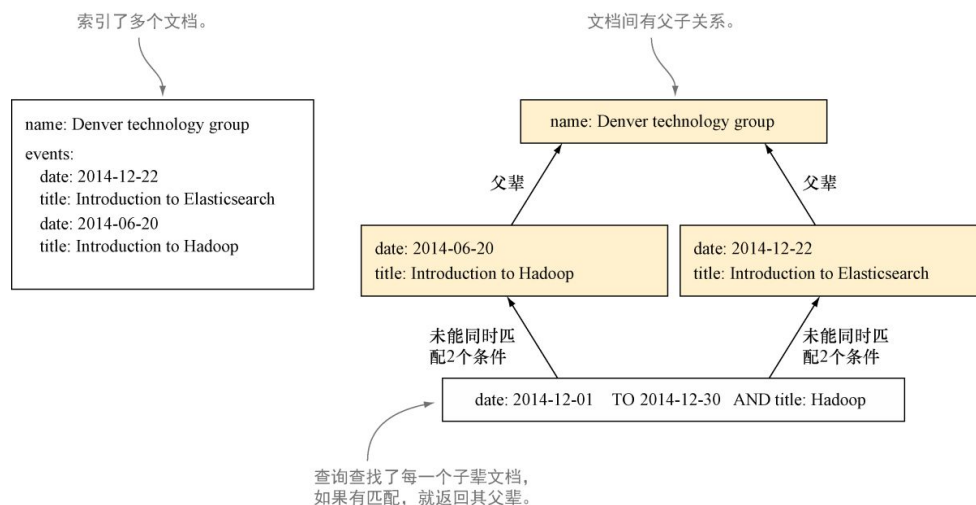 索引了多个文档。
文档间有父子关系。
name: Denver technology group
events:
date: 2014-12-22
title: Introduction to Elasticsearch
date: 2014-06-20
title: Introduction to Hadoop
name: Denver technology group
父辈
父辈
date: 2014-06-20
title: Introduction to Hadoop
date: 2014-12-22
title: Introduction to Elasticsearch
未能同时匹
配2个条件
未能同时匹
配2个条件
date: 2014-12-01 TO 2014-12-30 AND title: Hadoop
查询查找了每一个子辈文档，
如果有匹配，就返回其父辈。